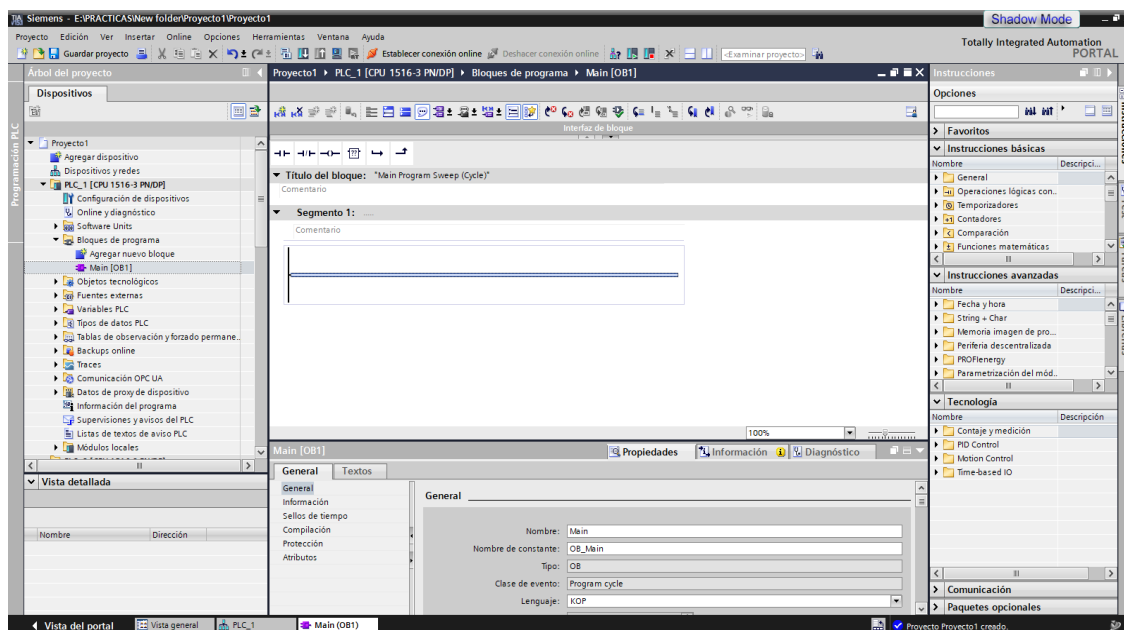 Siemens - E:\PRACTICAS\New folder\Proyecto1\Proyecto1
Shadow Mode
Proyecto Edición Ver Insertar Online Opciones Herramientas Ventana Ayuda
Totally Integrated Automation
PORTAL
Guardar proyecto
Establecer conexión online
Deshacer conexión online
<Examinar proyecto>
Árbol del proyecto
Proyecto1 PLC_1 [CPU 1516-3 PN/DP] Bloques de programa Main [OB1]
Instrucciones
Dispositivos
Opciones
Programación PLC
Interfaz de bloque
Proyecto1
Agregar dispositivo
Dispositivos y redes
PLC_1 [CPU 1516-3 PN/DP]
Configuración de dispositivos
Online y diagnóstico
Software Units
Bloques de programa
Agregar nuevo bloque
Main [OB1]
Objetos tecnológicos
Fuentes externas
Variables PLC
Tipos de datos PLC
Tablas de observación y forzado permane..
Backups online
Traces
Comunicación OPC UA
Datos de proxy de dispositivo
Información del programa
Supervisiones y avisos del PLC
Listas de textos de aviso PLC
Módulos locales
Vista detallada
Nombre Dirección
??
Título del bloque: "Main Program Sweep (Cycle)"
Comentario
Segmento 1: ....
Comentario
100%
Main [OB1]
Propiedades Información Diagnóstico
General Textos
General
Información
Sellos de tiempo
Compilación
Protección
Atributos
General
Nombre: Main
Nombre de constante: OB_Main
Tipo: OB
Clase de evento: Program cycle
Lenguaje: KOP
Favoritos
Instrucciones básicas
Nombre Descripci...
General
Operaciones lógicas con..
Temporizadores
Contadores
Comparación
Funciones matemáticas
Instrucciones avanzadas
Nombre Descripci...
Fecha y hora
String + Char
Memoria imagen de pro...
Periferia descentralizada
PROFIenergy
Parametrización del mód..
Tecnología
Nombre Descripción
Contaje y medición
PID Control
Motion Control
Time-based IO
Comunicación
Paquetes opcionales
Vista del portal
Vista general
PLC_1
Main (OB1)
Proyecto Proyecto1 creado.